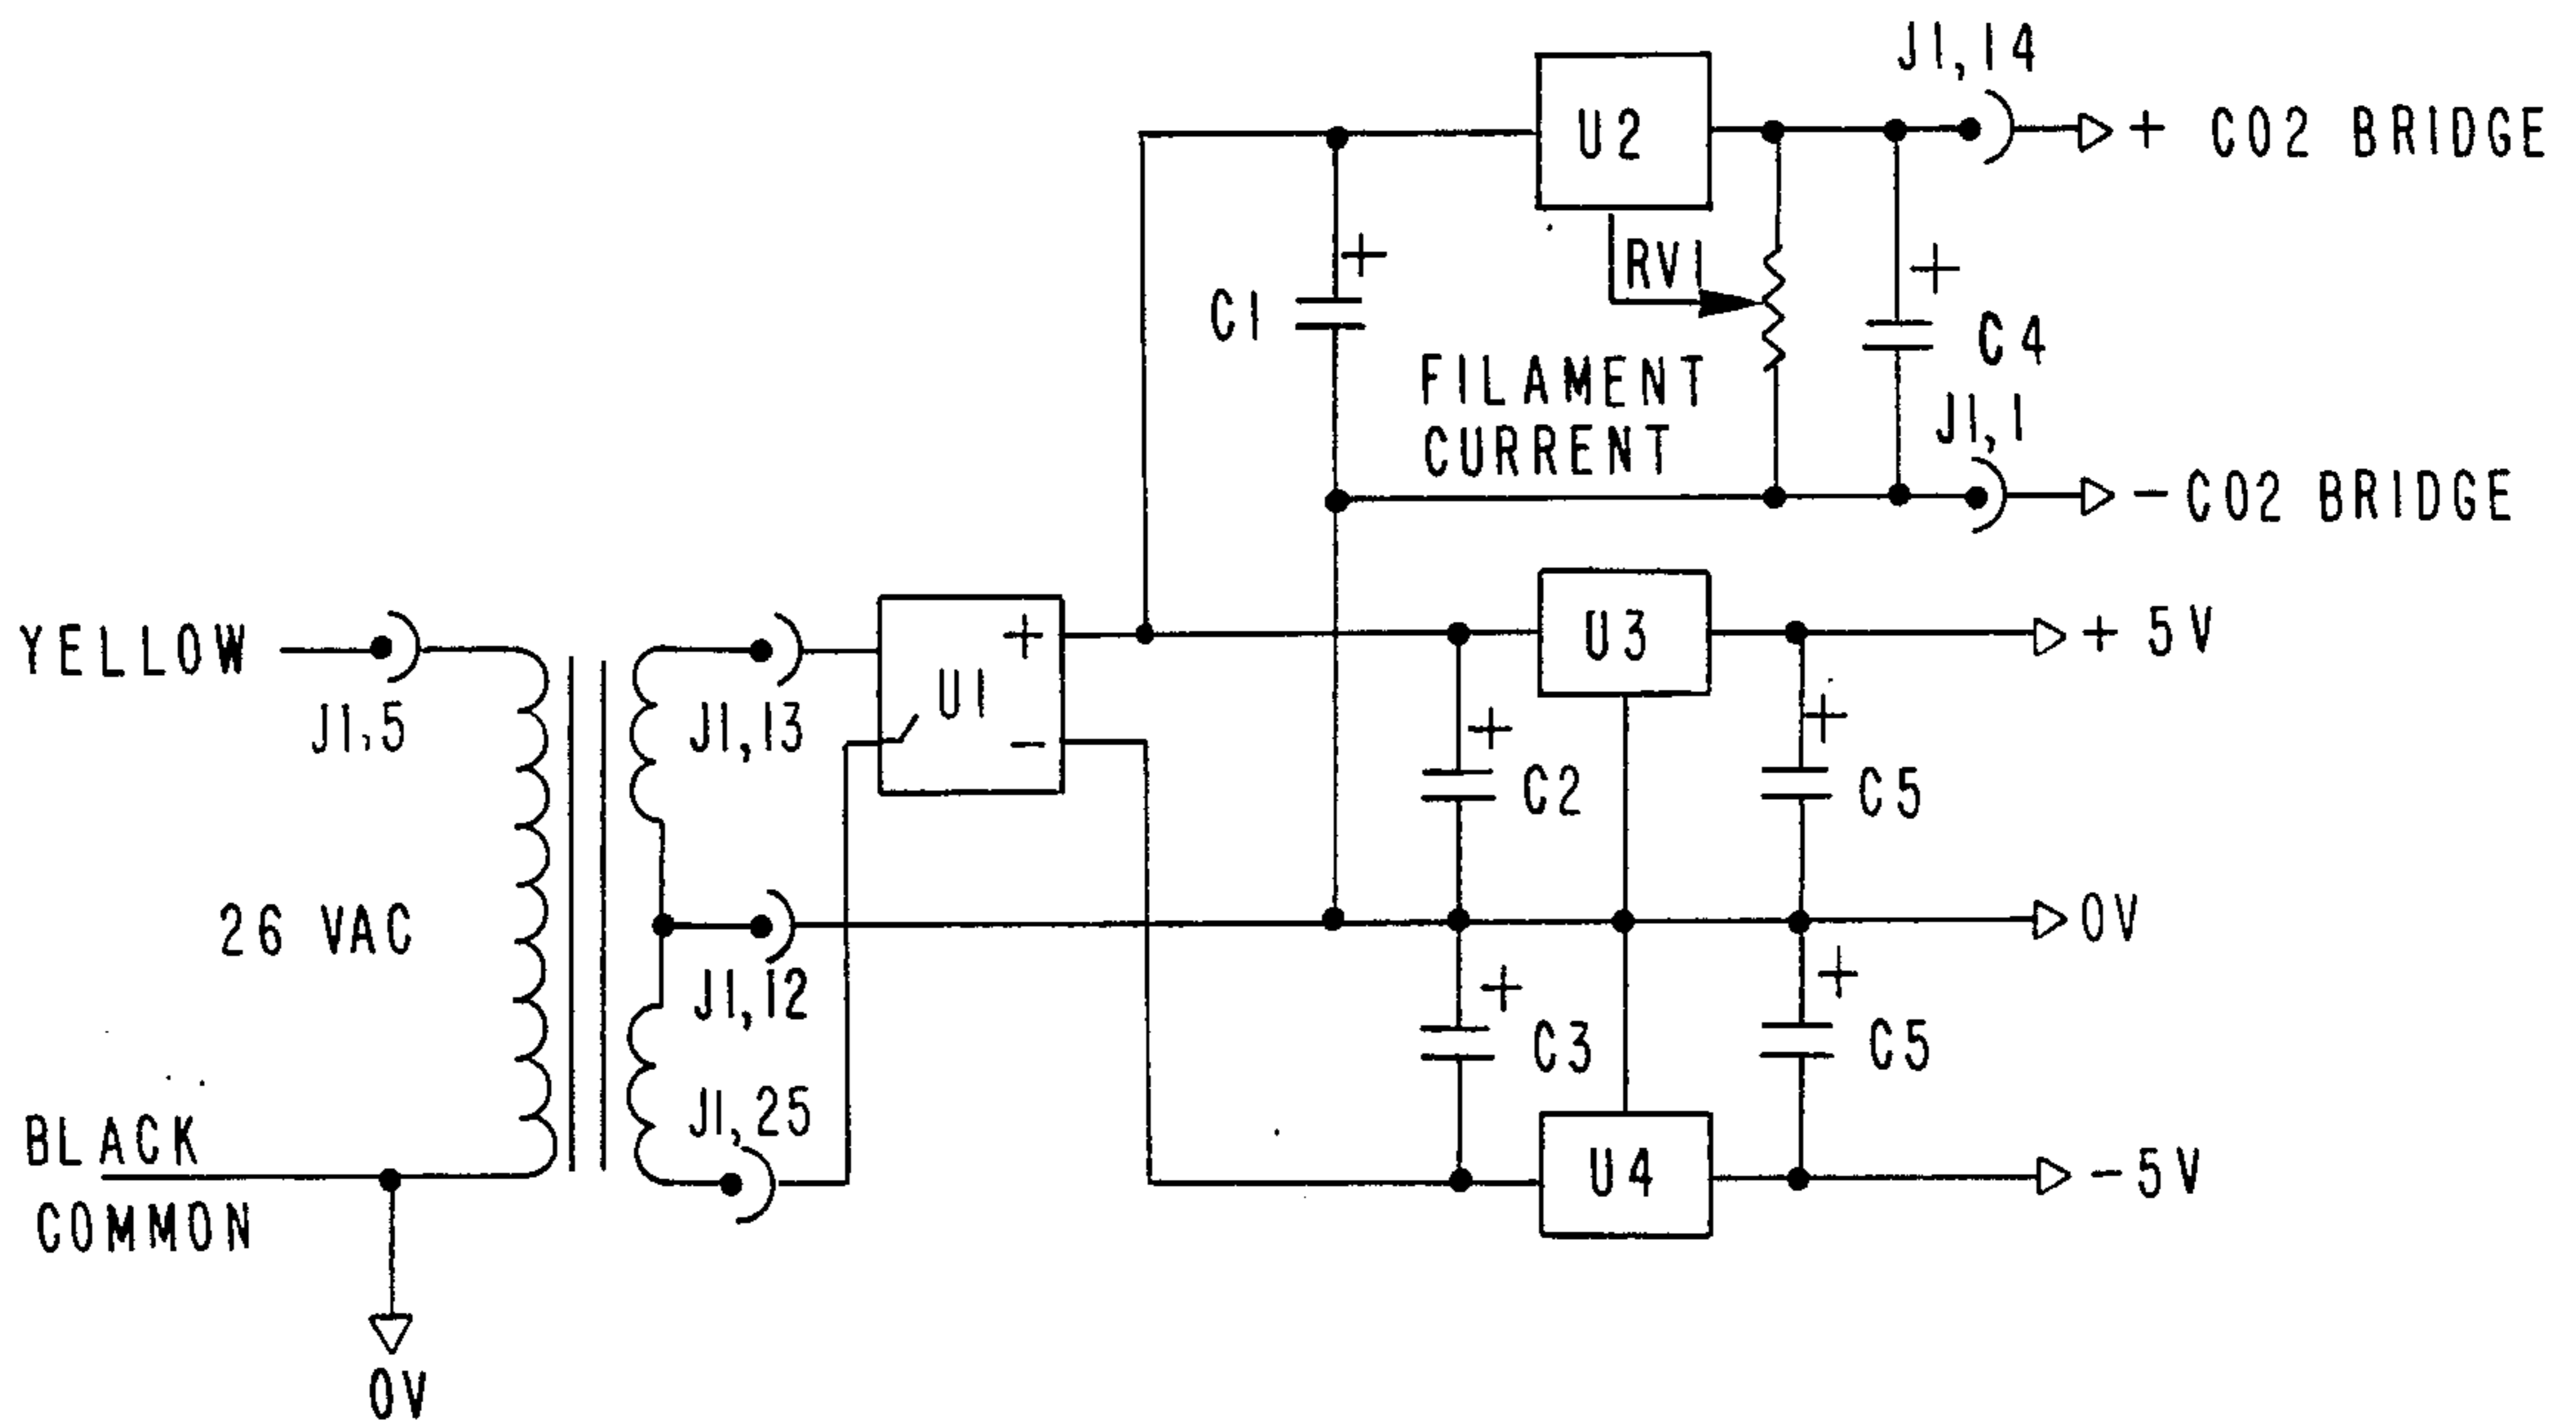 J1,14
U2
+ CO2 BRIDGE
RV1
+
+
C1
C4
FILAMENT
CURRENT
J1,1
- CO2 BRIDGE
YELLOW
J1,5
J1,13
U1
+
-
U3
+ 5V
+
+
C2
C5
26 VAC
0V
J1,12
+
+
C3
C5
J1,25
BLACK
COMMON
U4
- 5V
0V